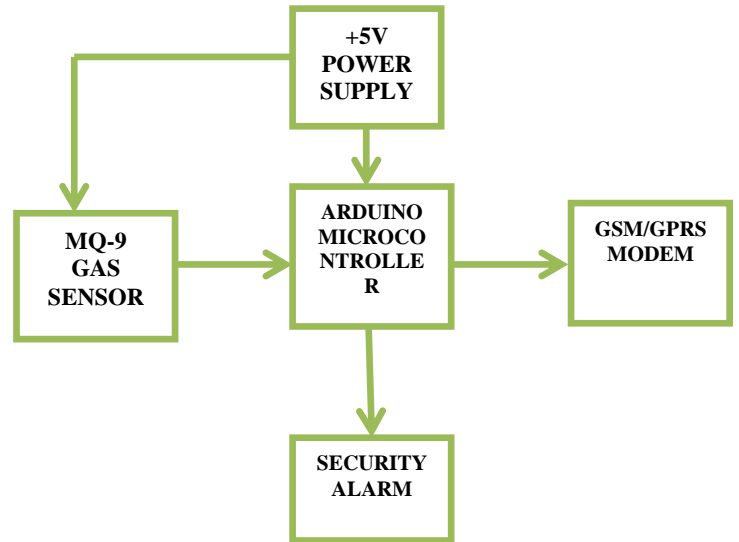 +5V
POWER
SUPPLY
MQ-9
GAS
SENSOR
ARDUINO
MICROCO
NTROLLE
R
GSM/GPRS
MODEM
SECURITY
ALARM